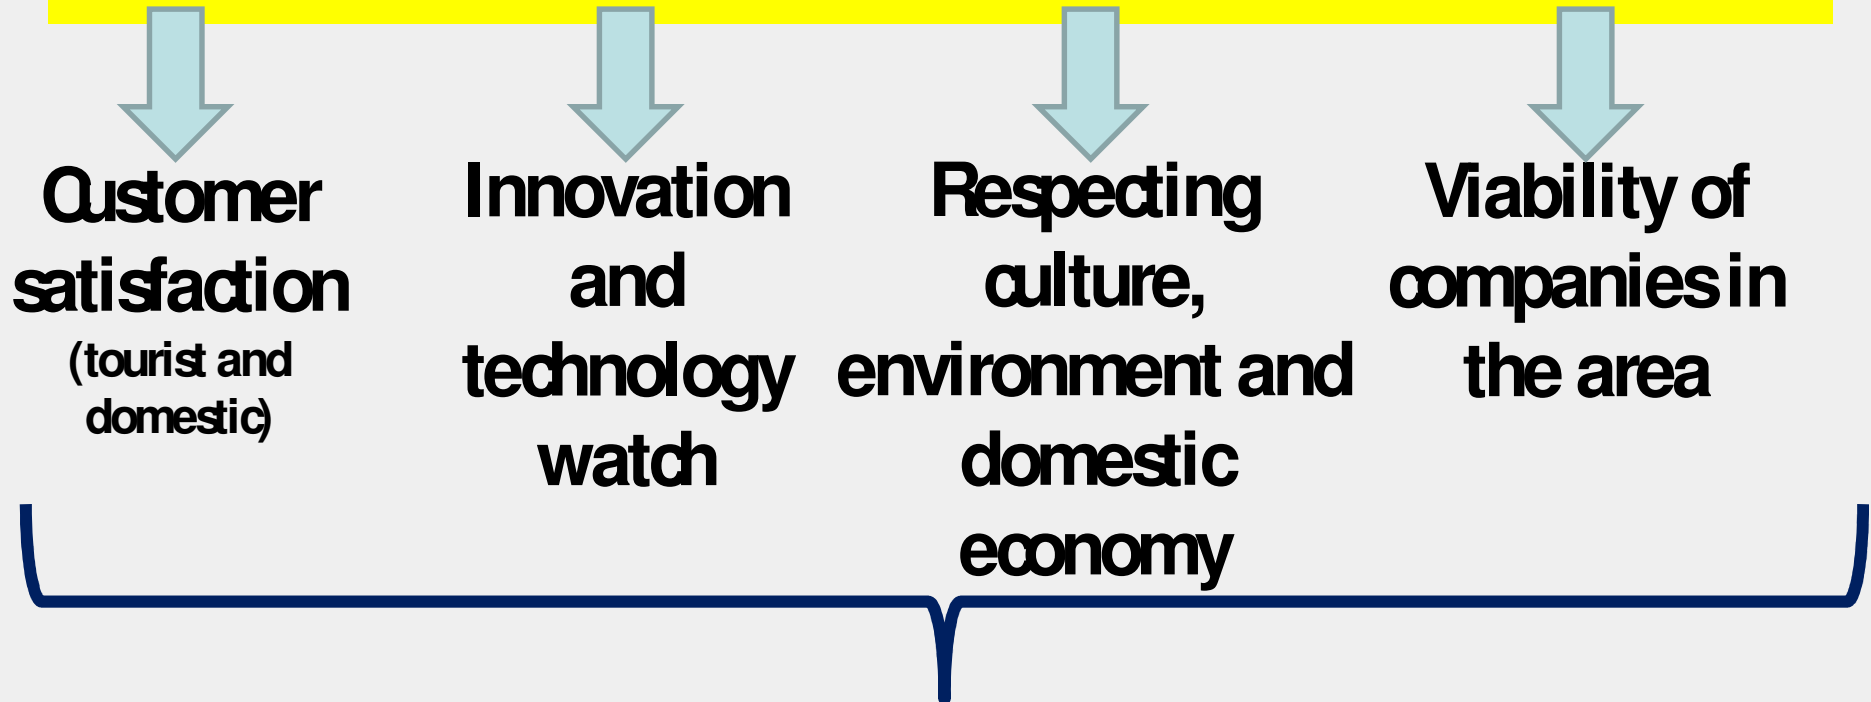 Customer
satisfaction
(tourist and
domestic)
Innovation
and
technology
watch
Respecting
culture,
environment and
domestic
economy
Viability of
companies in
the area